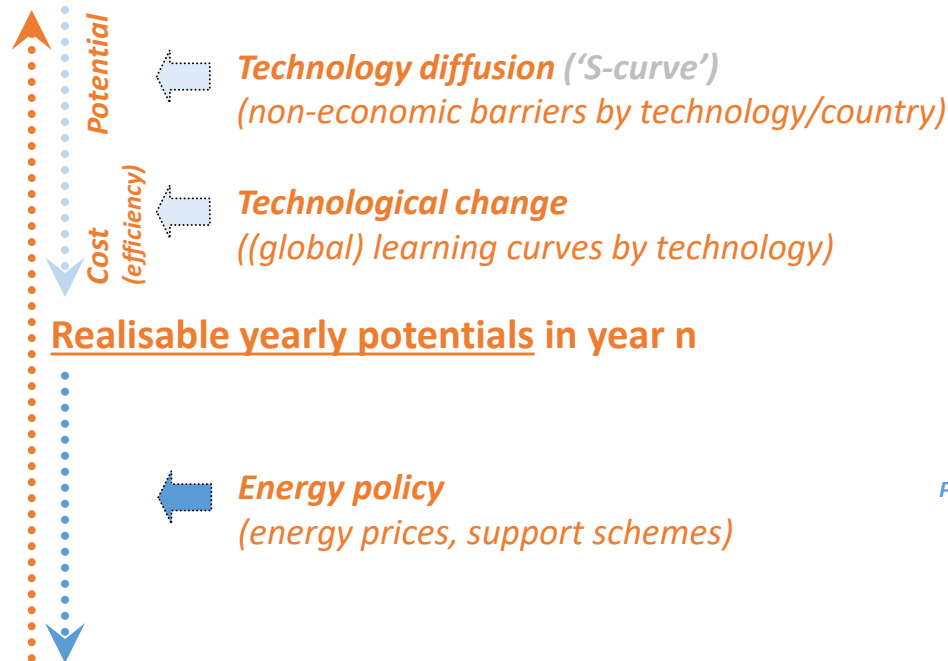 Potential
Technology diffusion (‘S-curve’)
(non-economic barriers by technology/country)
Cost
(efficiency)
Technological change
((global) learning curves by technology)
Realisable yearly potentials in year n
Energy policy
P
(energy prices, support schemes)